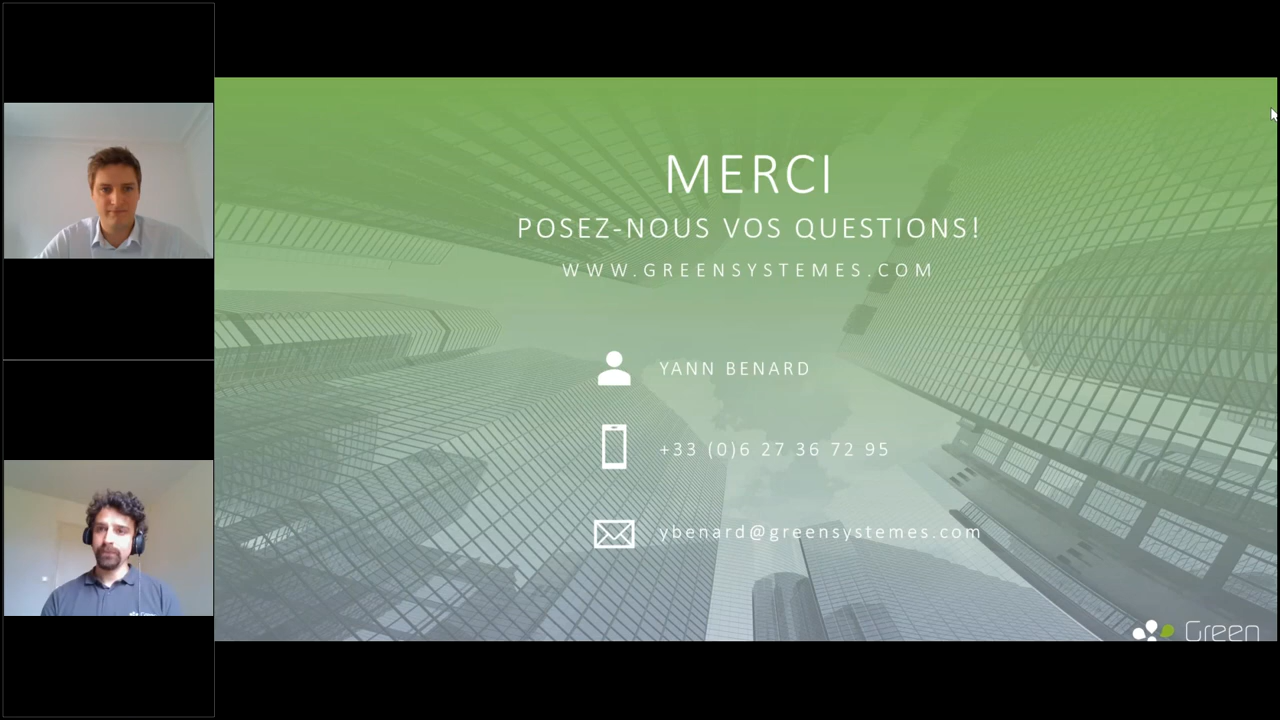 MERCI
POSEZ-NOUS VOS QUESTIONS!
WWW.GREENSYSTEMES.COM
YANN BENARD
+33 (0)6 27 36 72 95
ybenard@greensystemes.com
Green